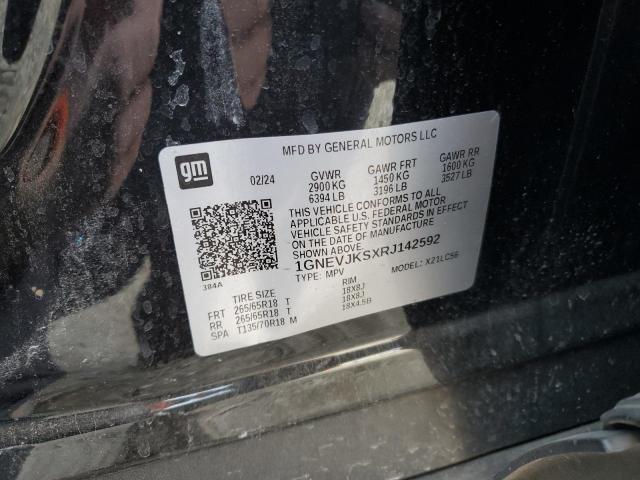 MFD BY GENERAL MOTORS LLC
gm
02/24
GVWR GAWR FRT GAWR RR
2900 KG 1450 KG 1600 KG
6394 LB 3196 LB 3527 LB
THIS VEHICLE CONFORMS TO ALL
APPLICABLE U.S. FEDERAL MOTOR
VEHICLE SAFETY STANDARDS IN EFFECT
ON THE DATE OF MANUFACTURE
SHOWN ABOVE.
1GNEVJKSXRJ142592
TYPE: MPV MODEL: X21LC56
384A
TIRE SIZE RIM
FRT 265/65R18 T 18X8J
RR 265/65R18 T 18X8J
SPA T135/70R18 M 18X4.5B